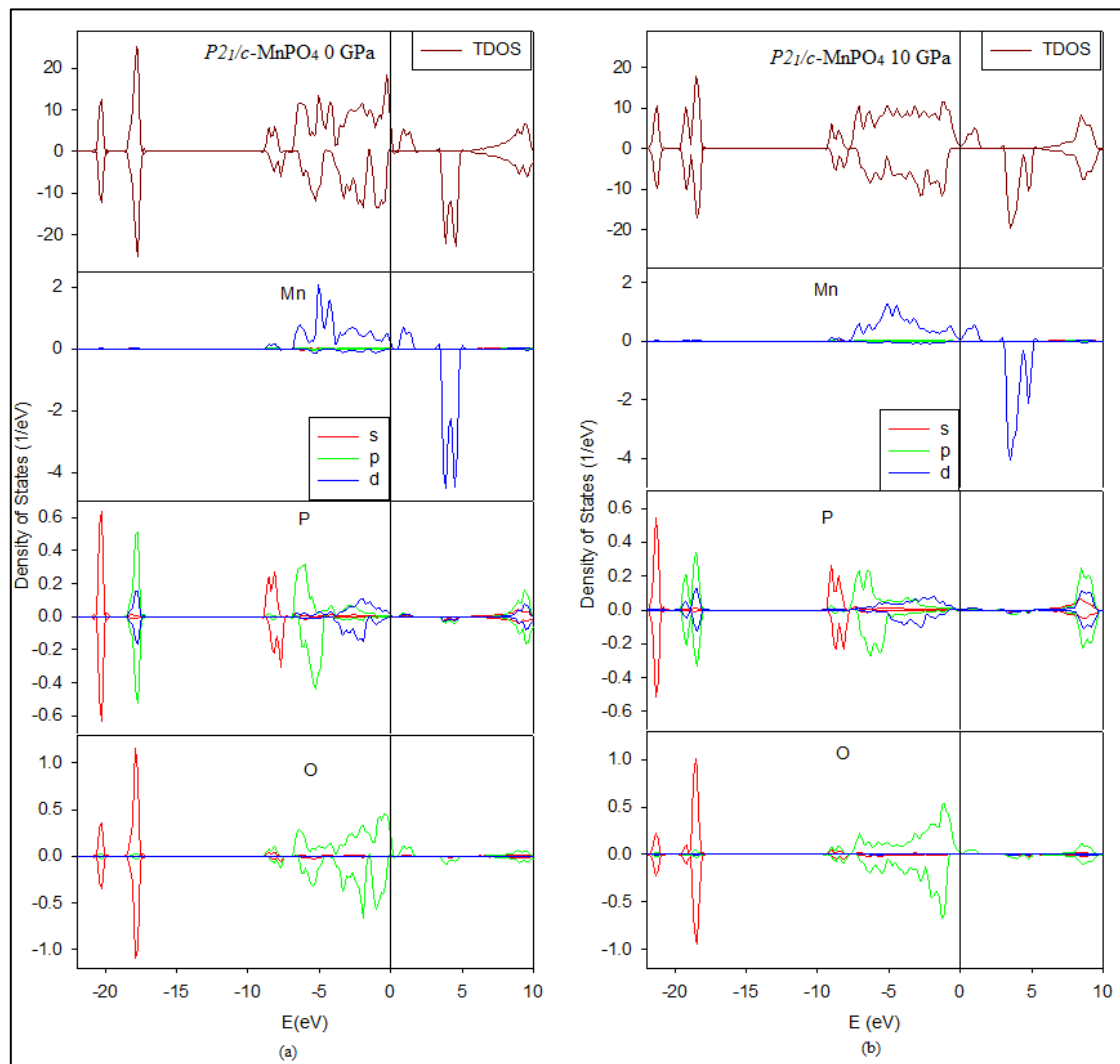 P2₁/c-MnPO₄ 0 GPa
TDOS
20
10
0
-10
-20
Mn
2
0
-2
-4
s
p
d
P
0.6
0.4
0.2
0.0
-0.2
-0.4
-0.6
O
1.0
0.5
0.0
-0.5
-1.0
Density of States (1/eV)
-20 -15 -10 -5 0 5 10
E(eV)
(a)
P2₁/c-MnPO₄ 10 GPa
TDOS
20
10
0
-10
-20
Mn
2
0
-2
-4
s
p
d
P
0.6
0.4
0.2
0.0
-0.2
-0.4
-0.6
O
1.0
0.5
0.0
-0.5
-1.0
Density of States (1/eV)
-20 -15 -10 -5 0 5 10
E (eV)
(b)